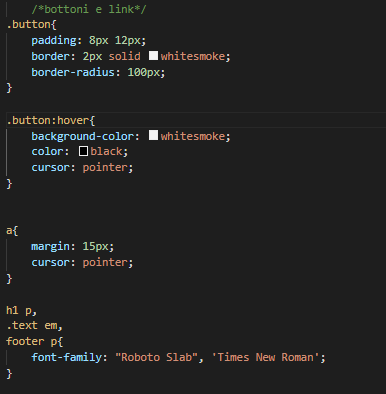 /*bottoni e link*/
.button{
padding: 8px 12px;
border: 2px solid whitesmoke;
border-radius: 100px;
}
.button:hover{
background-color: whitesmoke;
color: black;
cursor: pointer;
}
a{
margin: 15px;
cursor: pointer;
}
h1 p,
.text em,
footer p{
font-family: "Roboto Slab", 'Times New Roman';
}